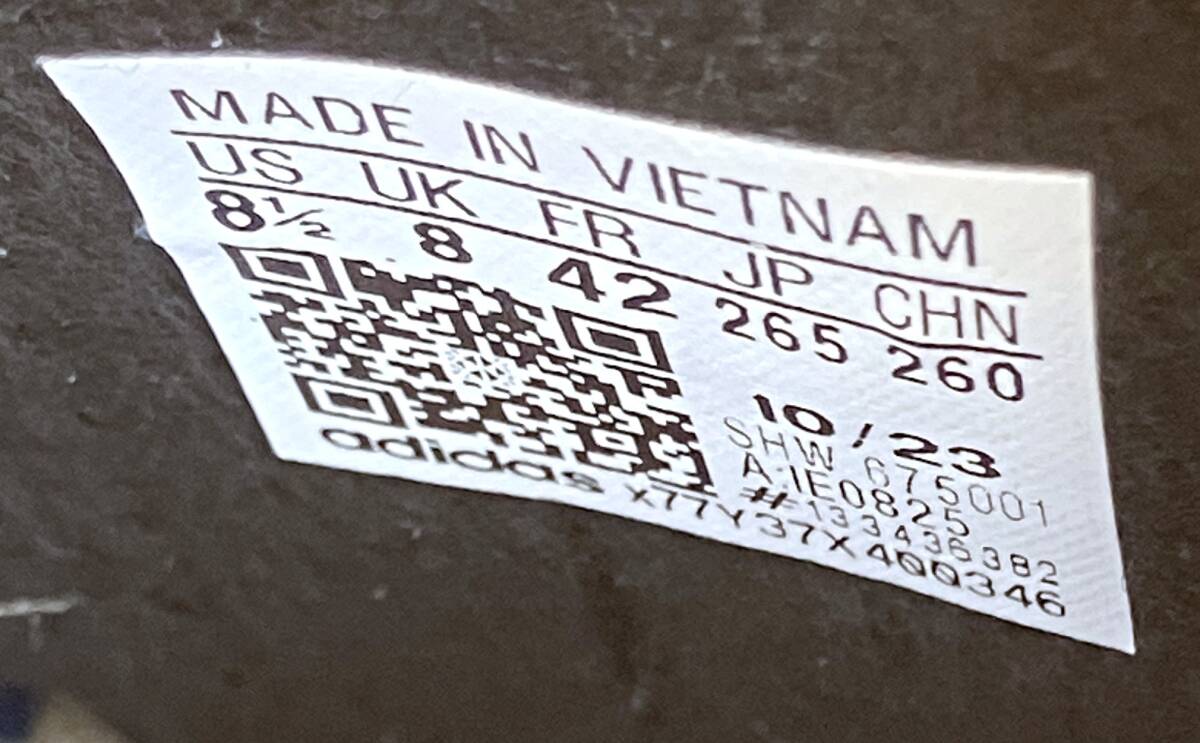 MADE IN VIETNAM
US UK FR JP CHN
8½ 8 42 265 260
10/23
SHW 675001
A:IE0825
#:133436382
adidas X77Y37X400346